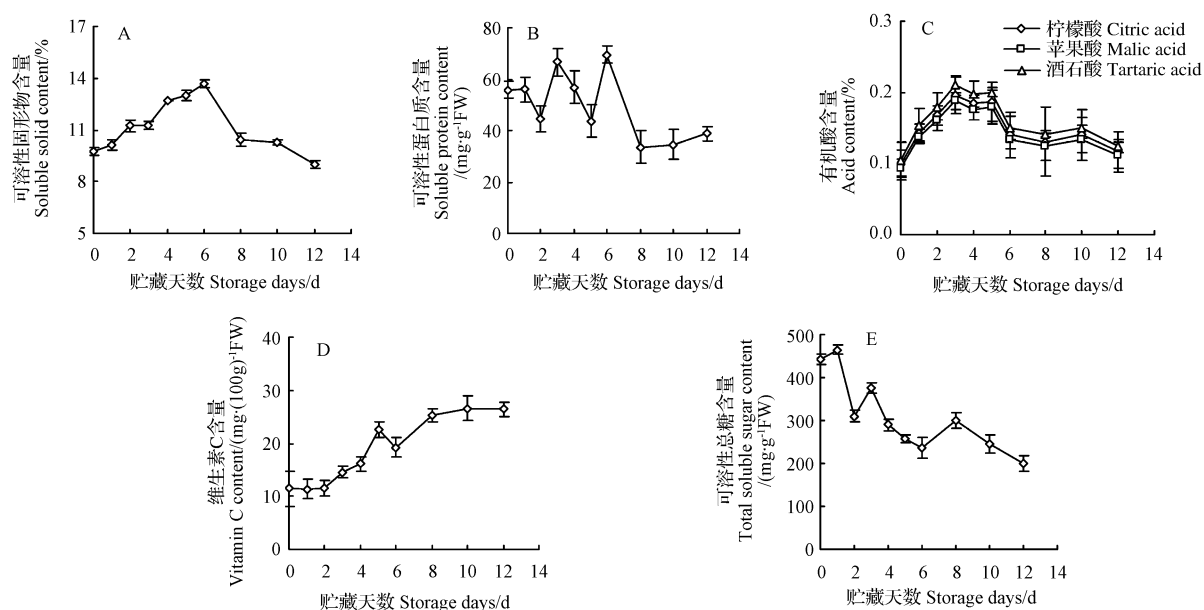 A
可溶性固形物含量
Soluble solid content/%
17
14
11
8
5
0 2 4 6 8 10 12 14
贮藏天数 Storage days/d
B
可溶性蛋白质含量
Soluble protein content
/(mg·g⁻¹FW)
80
60
40
20
0
0 2 4 6 8 10 12 14
贮藏天数 Storage days/d
C
柠檬酸 Citric acid
苹果酸 Malic acid
酒石酸 Tartaric acid
有机酸含量
Acid content/%
0.3
0.2
0.1
0.0
0 2 4 6 8 10 12 14
贮藏天数 Storage days/d
D
维生素C含量
Vitamin C content/(mg·(100g)⁻¹FW)
40
30
20
10
0
0 2 4 6 8 10 12 14
贮藏天数 Storage days/d
E
可溶性总糖含量
Total soluble sugar content
/(mg·g⁻¹FW)
500
400
300
200
100
0
0 2 4 6 8 10 12 14
贮藏天数 Storage days/d